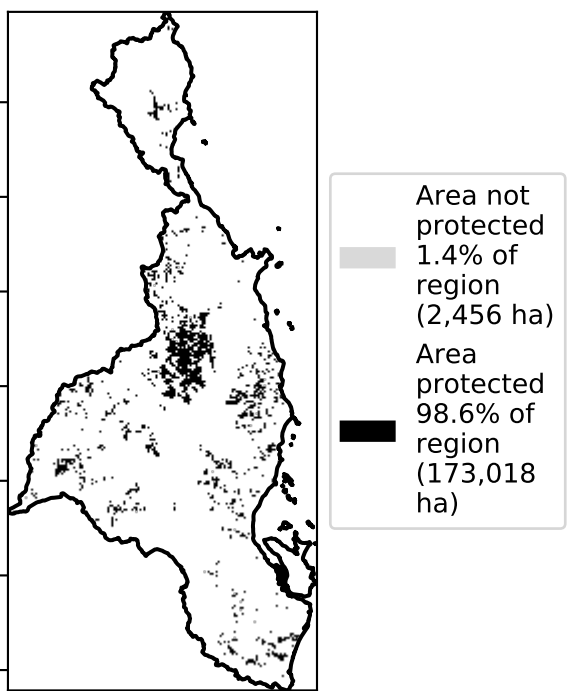 Area not
protected
1.4% of
region
(2,456 ha)
Area
protected
98.6% of
region
(173,018
ha)